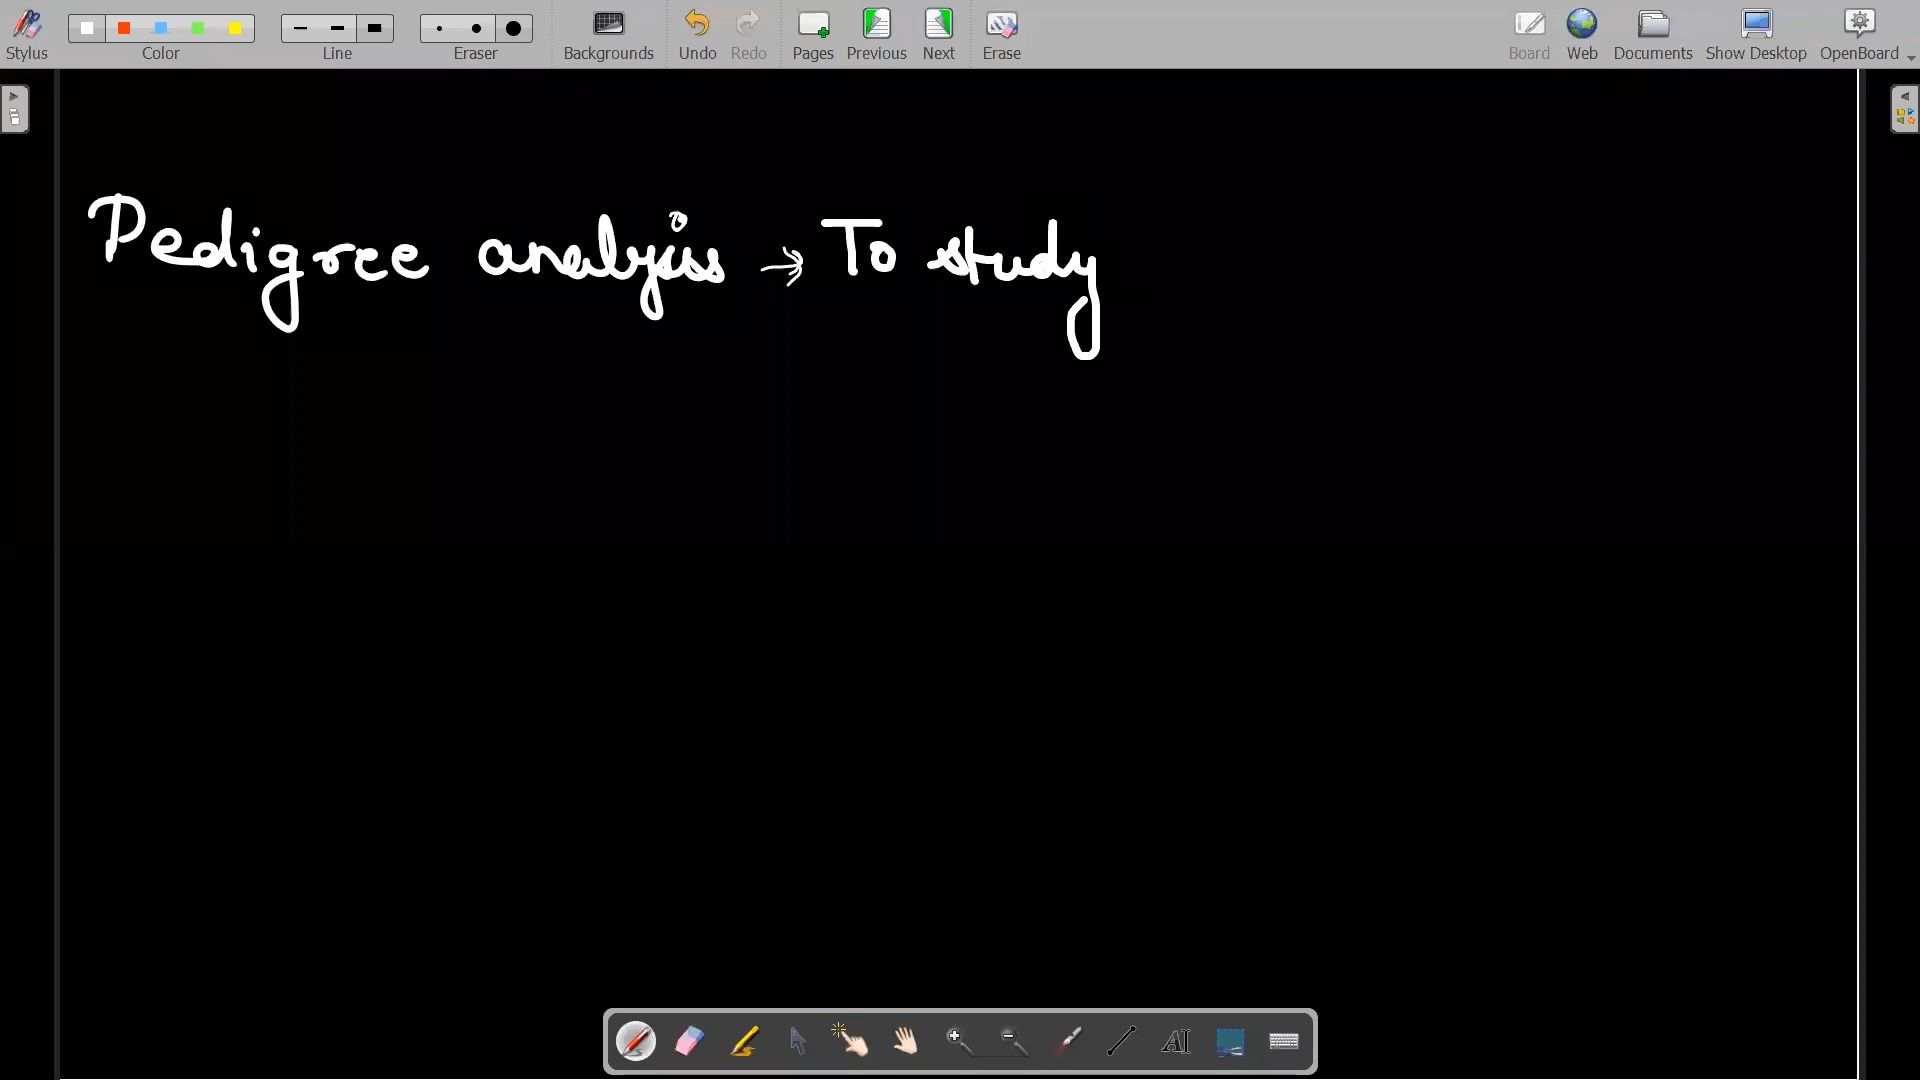 Stylus Color Line Eraser Backgrounds Undo Redo Pages Previous Next Erase Board Web Documents Show Desktop OpenBoard
Pedigree analysis → To study